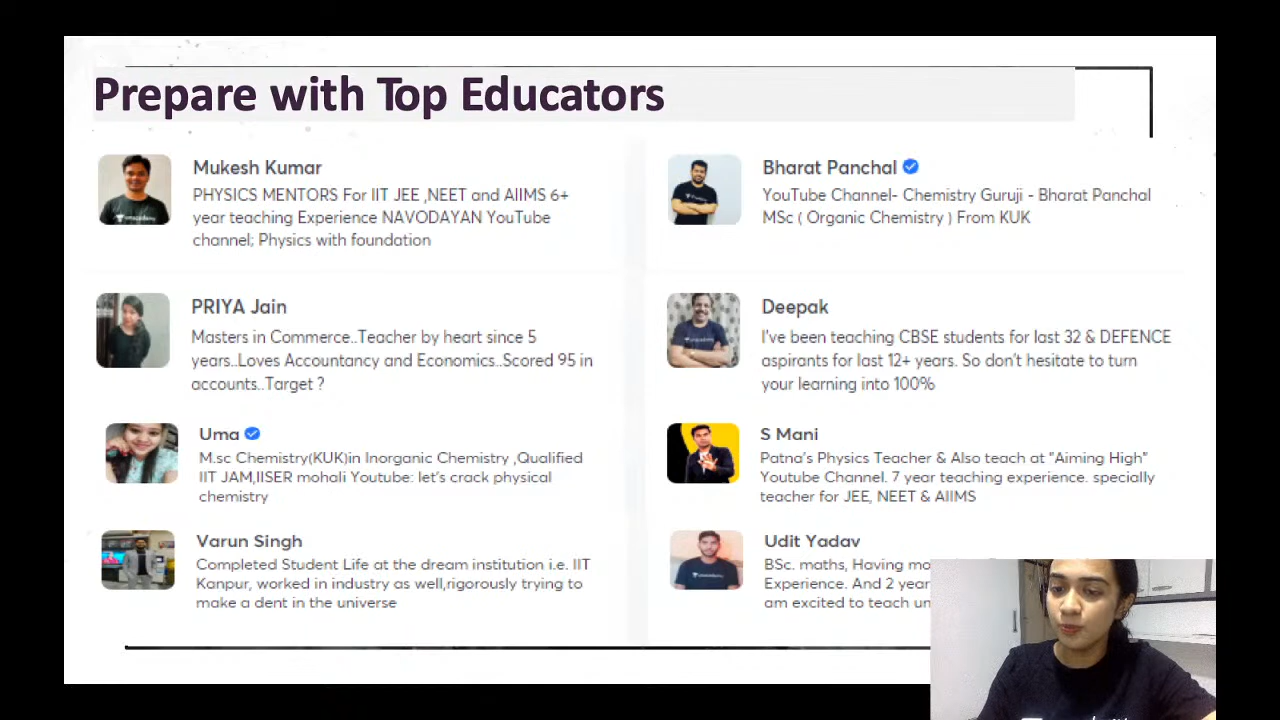 Prepare with Top Educators
Mukesh Kumar
PHYSICS MENTORS For IIT JEE ,NEET and AIIMS 6+
year teaching Experience NAVODAYAN YouTube
channel; Physics with foundation
Bharat Panchal
YouTube Channel- Chemistry Guruji - Bharat Panchal
MSc ( Organic Chemistry ) From KUK
PRIYA Jain
Masters in Commerce..Teacher by heart since 5
years..Loves Accountancy and Economics..Scored 95 in
accounts..Target ?
Deepak
I've been teaching CBSE students for last 32 & DEFENCE
aspirants for last 12+ years. So don't hesitate to turn
your learning into 100%
Uma
M.sc Chemistry(KUK)in Inorganic Chemistry ,Qualified
IIT JAM,IISER mohali Youtube: let's crack physical
chemistry
S Mani
Patna's Physics Teacher & Also teach at "Aiming High"
Youtube Channel. 7 year teaching experience. specially
teacher for JEE, NEET & AIIMS
Varun Singh
Completed Student Life at the dream institution i.e. IIT
Kanpur, worked in industry as well,rigorously trying to
make a dent in the universe
Udit Yadav
BSc. maths, Having
Experience. And 2
am excited to teach